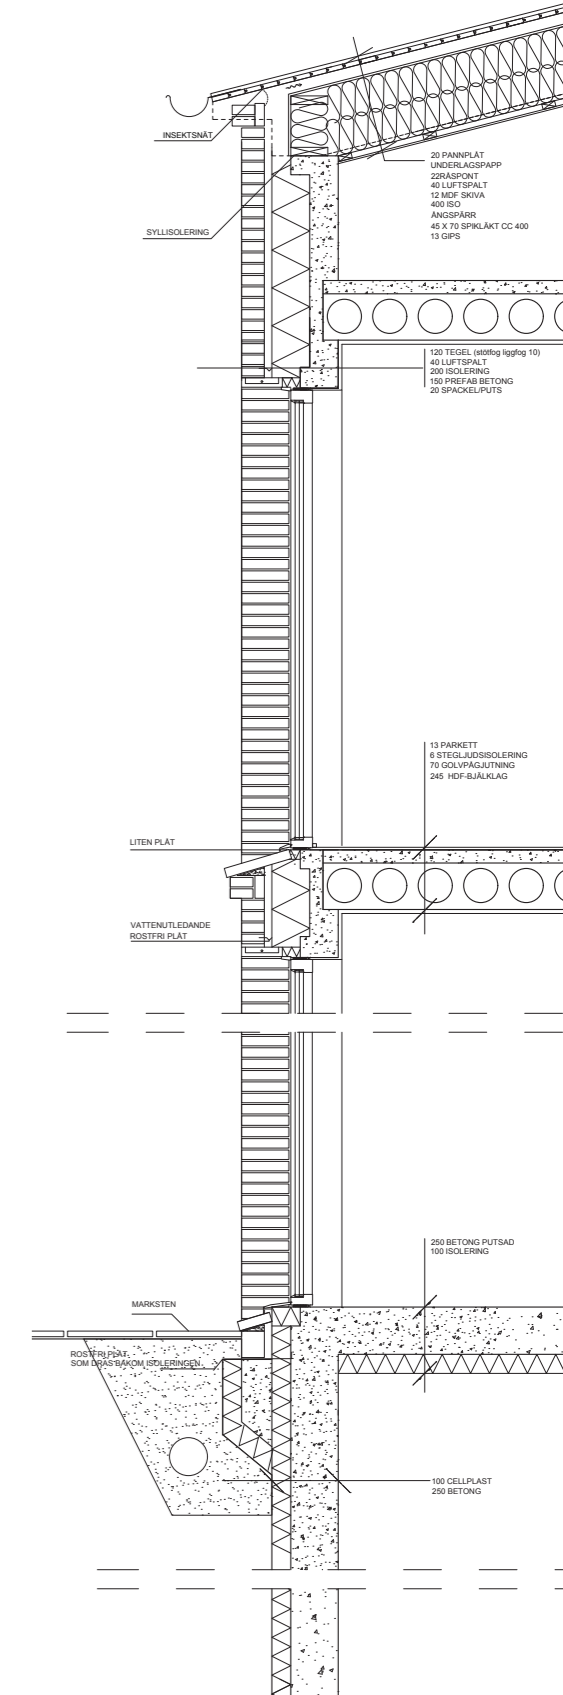 INSEKTSNÄT
20 PANNPLÅT
UNDERLAGSPAPP
22RÅSPONT
40 LUFTSPALT
12 MDF SKIVA
400 ISO
ÅNGSPÄRR
45 X 70 SPIKLÄKT CC 400
13 GIPS
SYLLISOLERING
120 TEGEL (stötfog liggfog 10)
40 LUFTSPALT
200 ISOLERING
150 PREFAB BETONG
20 SPACKEL/PUTS
13 PARKETT
6 STEGLJUDSISOLERING
70 GOLVPÅGJUTNING
245 HDF-BJÄLKLAG
LITEN PLÅT
VATTENUTLEDANDE
ROSTFRI PLÅT
250 BETONG PUTSAD
100 ISOLERING
MARKSTEN
ROSTFRI PLÅT
SOM DRAS BAKOM ISOLERINGEN
100 CELLPLAST
250 BETONG